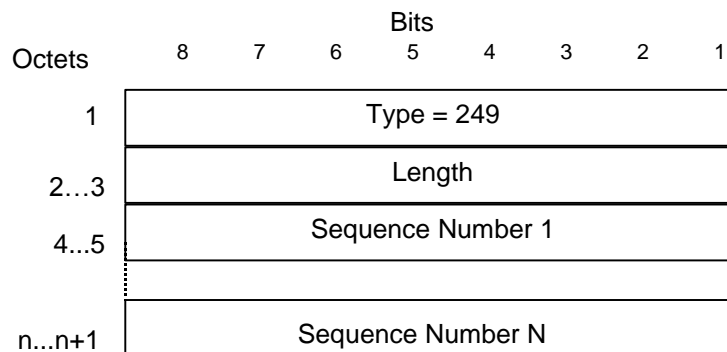 Bits
Octets 8 7 6 5 4 3 2 1
1 Type = 249
2…3 Length
4...5 Sequence Number 1
n...n+1 Sequence Number N